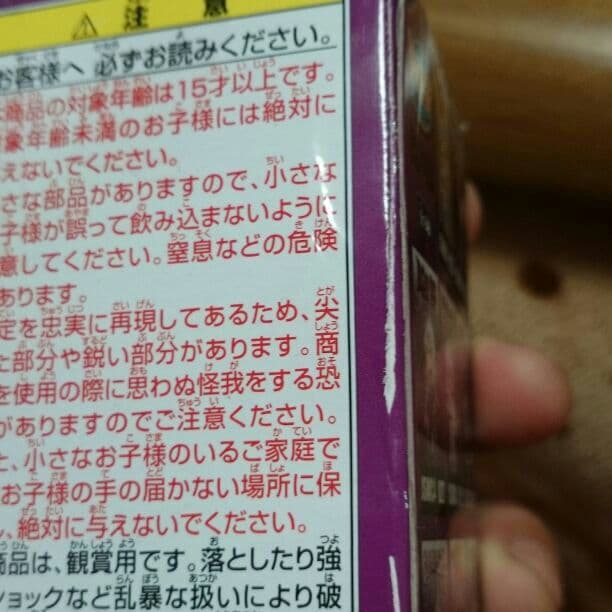 注意
お客様へ 必ずお読みください。
商品の対象年齢は15才以上です。
対象年齢未満のお子様には絶対に
えないでください。
さな部品がありますので、小さな
子様が誤って飲み込まないように
意してください。窒息などの危険
あります。
定を忠実に再現してあるため、尖
た部分や鋭い部分があります。商
を使用の際に思わぬ怪我をする恐
がありますのでご注意ください。
た、小さなお子様のいるご家庭で
お子様の手の届かない場所に保
し、絶対に与えないでください。
商品は、観賞用です。落としたり強
ショックなど乱暴な扱いにより破